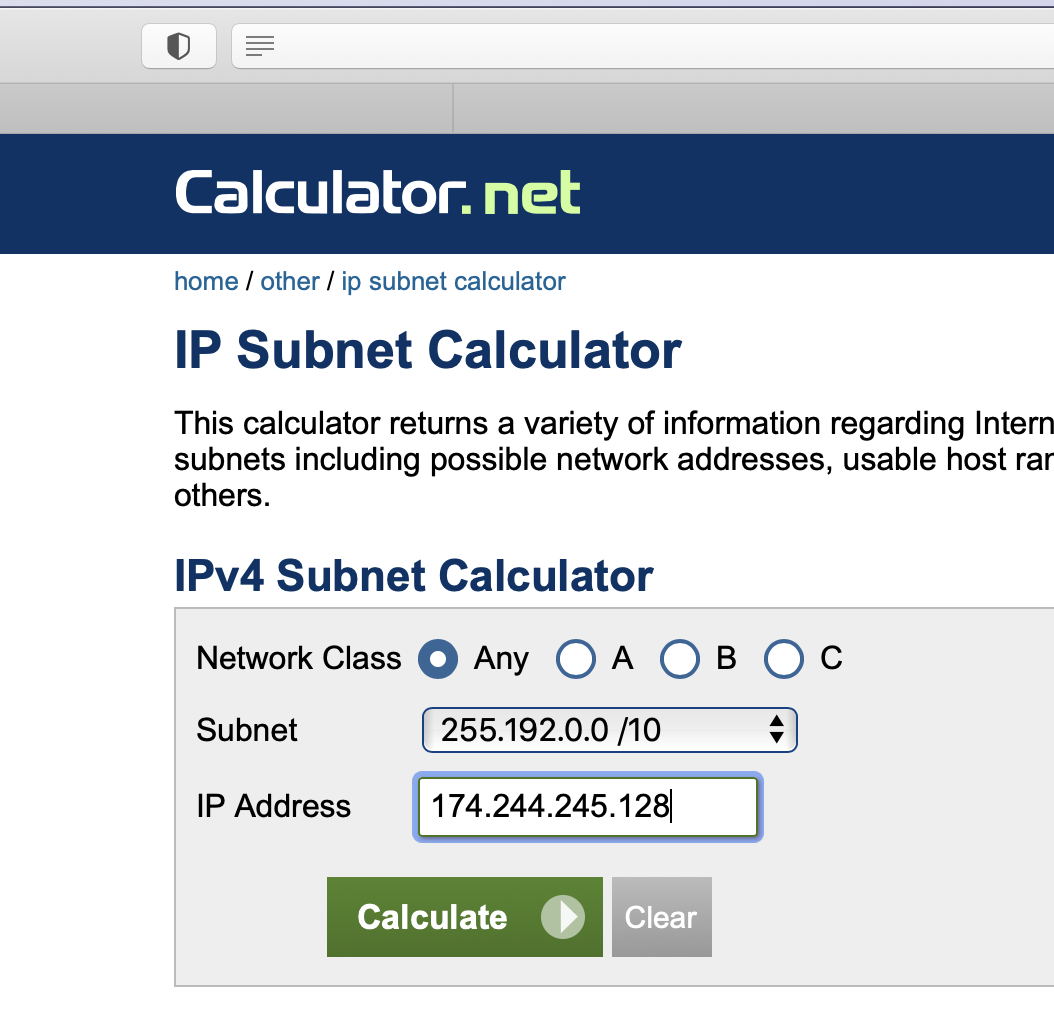 Calculator.net
home / other / ip subnet calculator
IP Subnet Calculator
This calculator returns a variety of information regarding Intern
subnets including possible network addresses, usable host ran
others.
IPv4 Subnet Calculator
Network Class Any A B C
Subnet 255.192.0.0 /10
IP Address 174.244.245.128
Calculate Clear